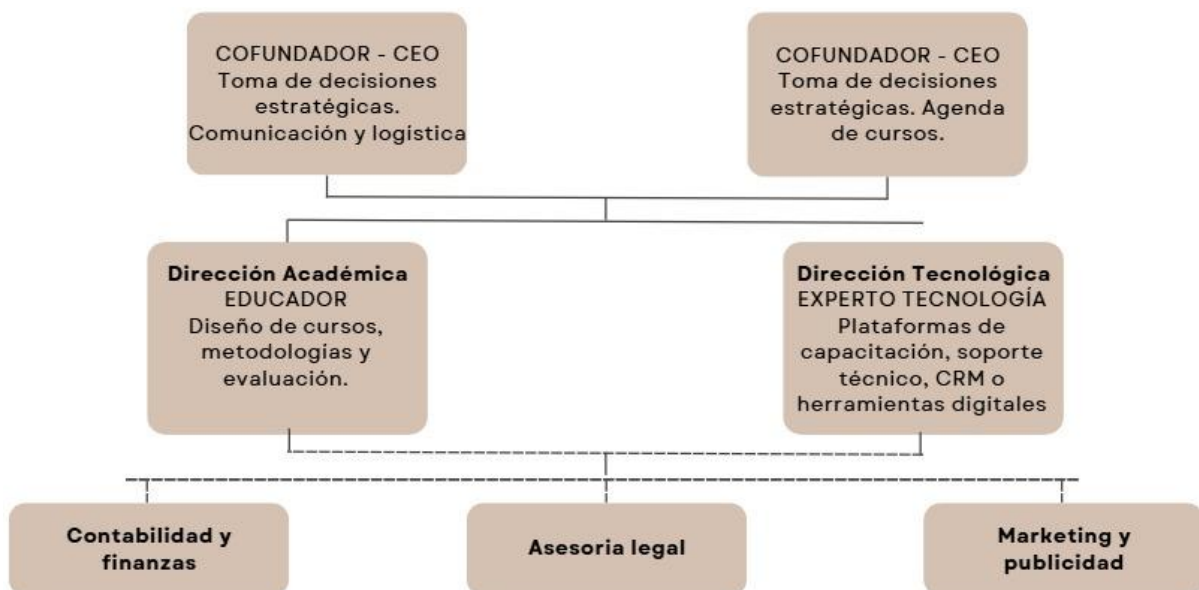 COFUNDADOR - CEO
Toma de decisiones
estratégicas.
Comunicación y logística
COFUNDADOR - CEO
Toma de decisiones
estratégicas. Agenda
de cursos.
Dirección Académica
EDUCADOR
Diseño de cursos,
metodologías y
evaluación.
Dirección Tecnológica
EXPERTO TECNOLOGÍA
Plataformas de
capacitación, soporte
técnico, CRM o
herramientas digitales
Contabilidad y
finanzas
Asesoria legal
Marketing y
publicidad